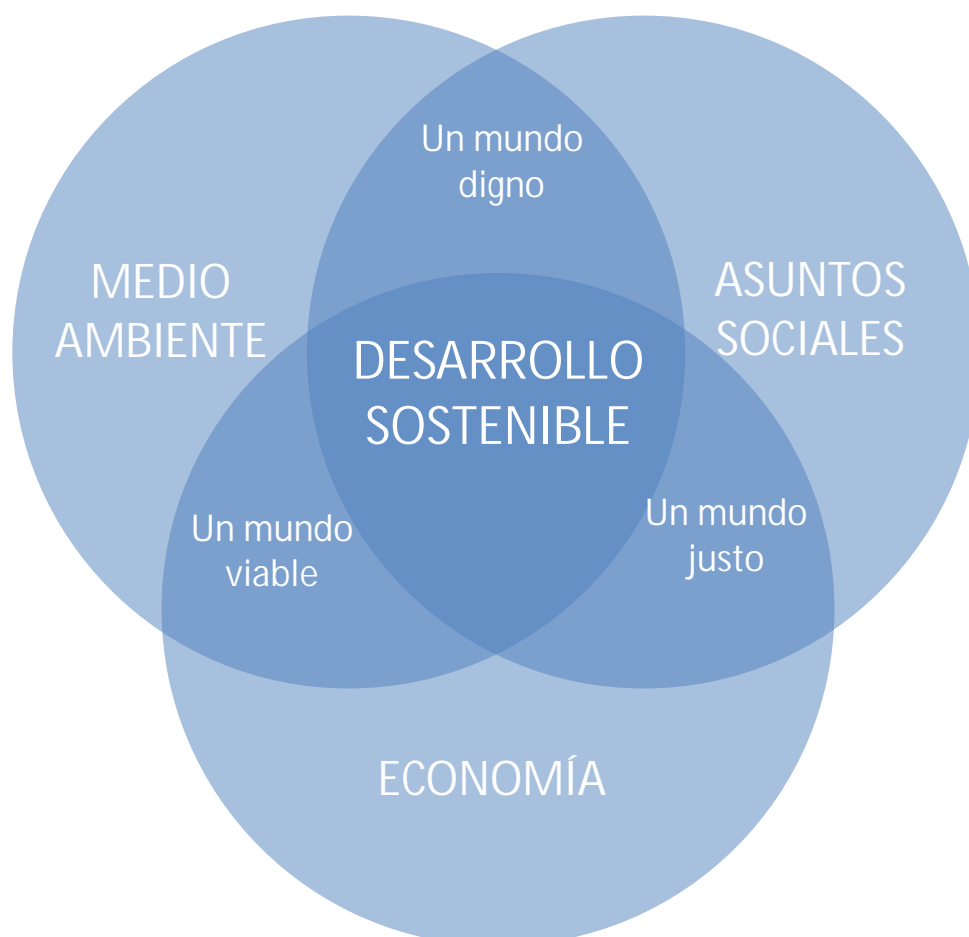 Un mundo
digno
MEDIO
AMBIENTE
ASUNTOS
SOCIALES
DESARROLLO
SOSTENIBLE
Un mundo
viable
Un mundo
justo
ECONOMÍA